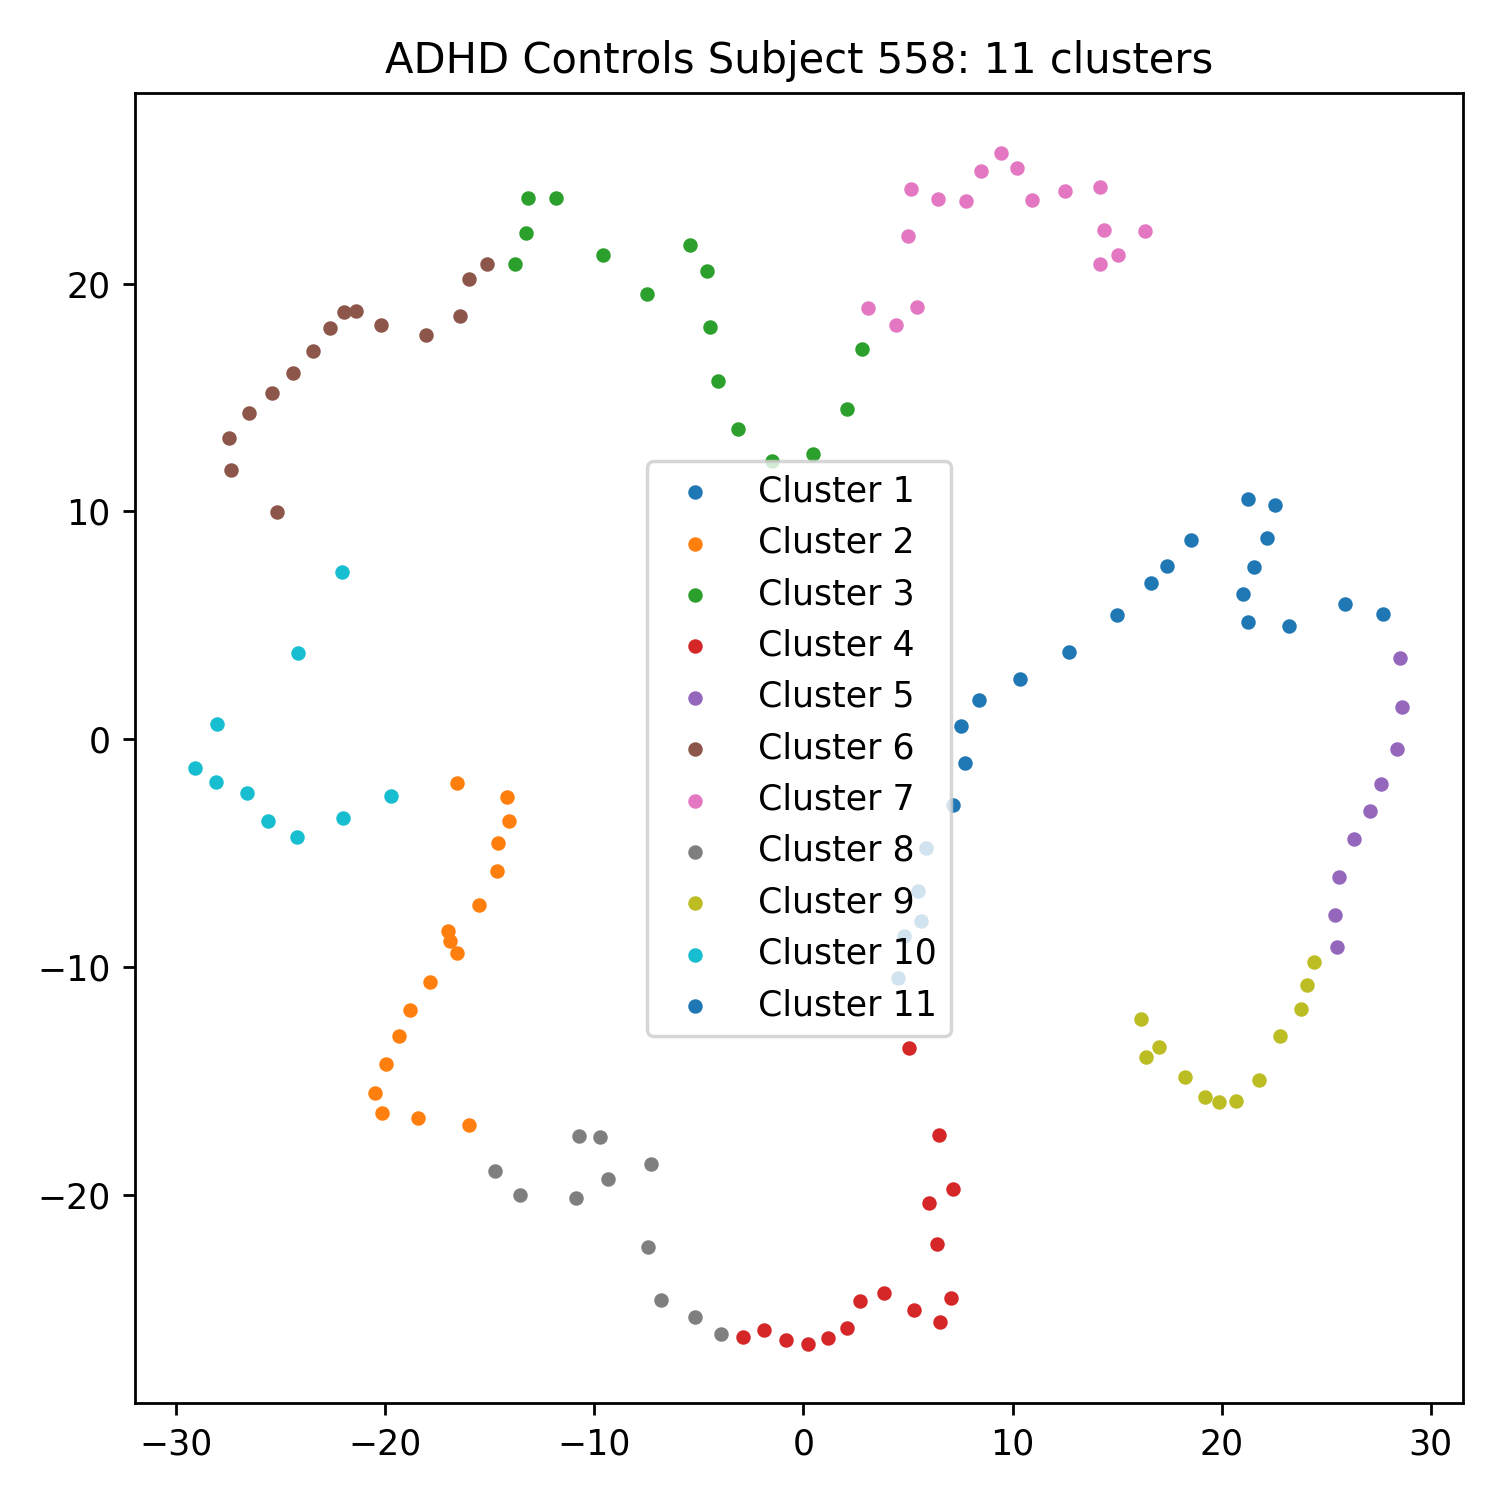 ADHD Controls Subject 558: 11 clusters
20
10
0
−10
−20
Cluster 1
Cluster 2
Cluster 3
Cluster 4
Cluster 5
Cluster 6
Cluster 7
Cluster 8
Cluster 9
Cluster 10
Cluster 11
−30 −20 −10 0 10 20 30